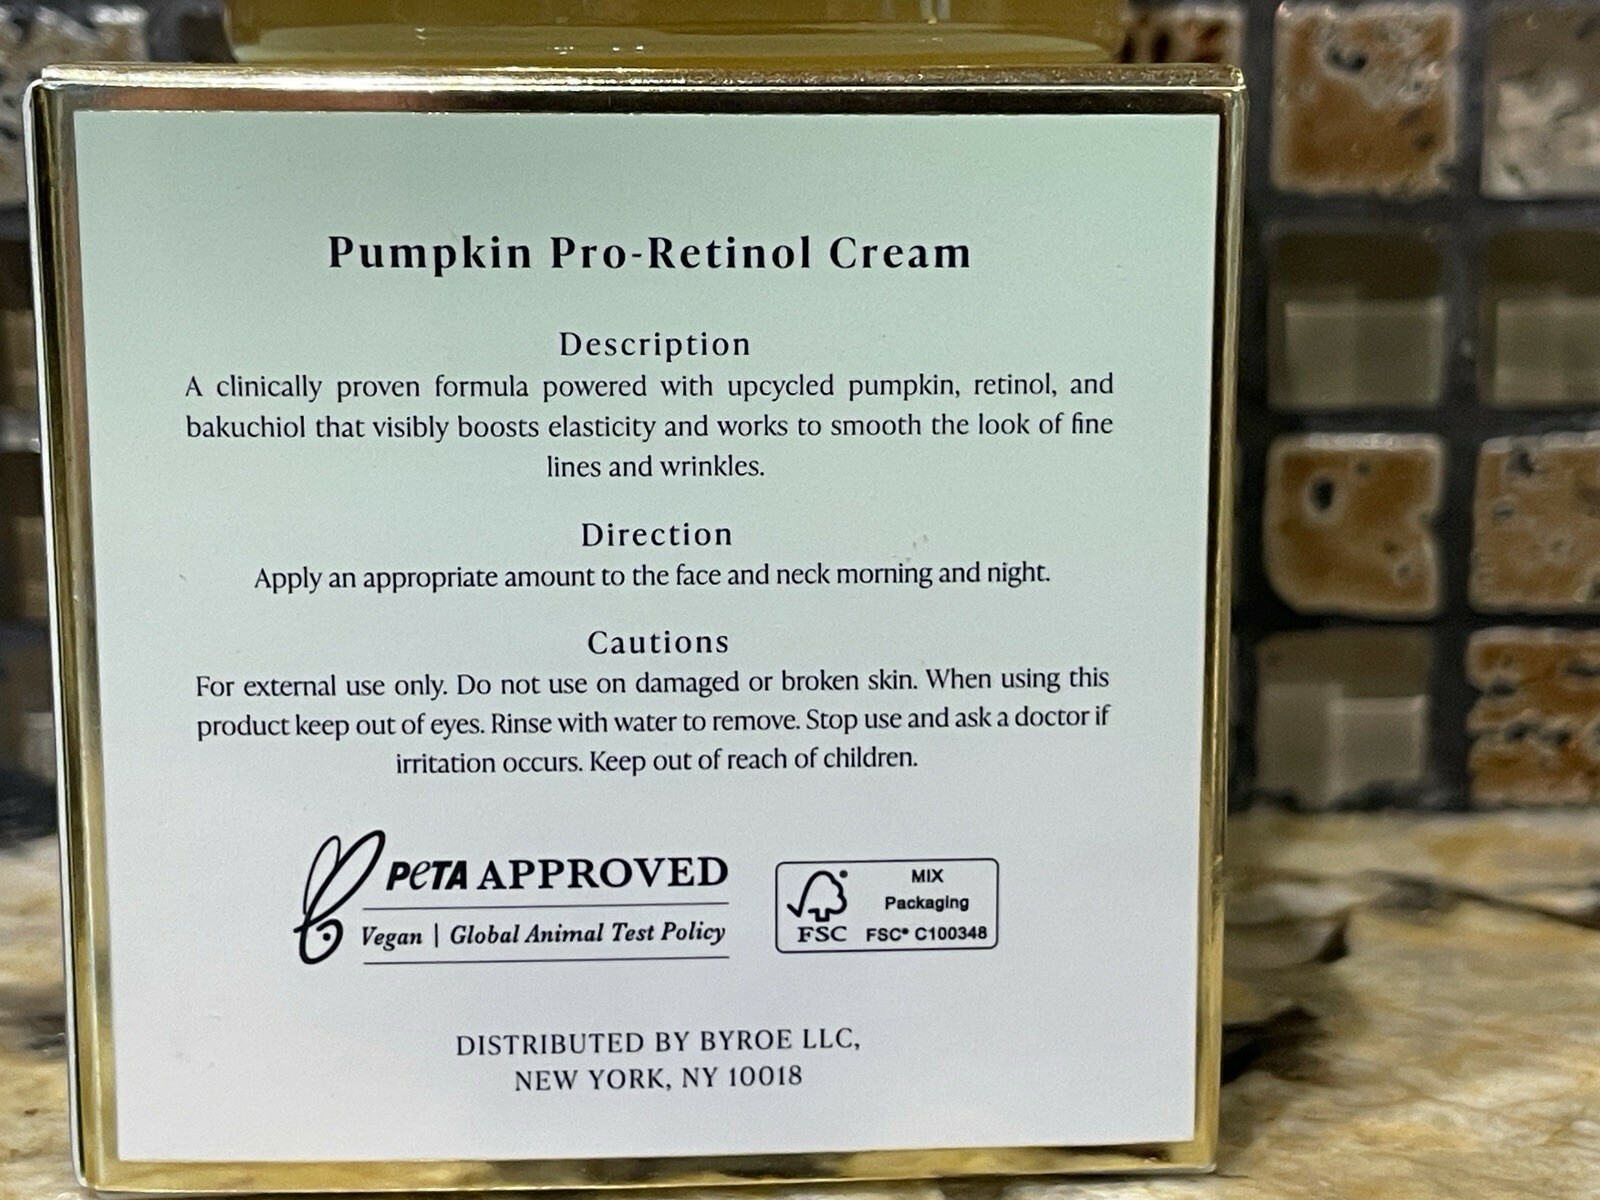 Pumpkin Pro-Retinol Cream
Description
A clinically proven formula powered with upcycled pumpkin, retinol, and
bakuchiol that visibly boosts elasticity and works to smooth the look of fine
lines and wrinkles.
Direction
Apply an appropriate amount to the face and neck morning and night.
Cautions
For external use only. Do not use on damaged or broken skin. When using this
product keep out of eyes. Rinse with water to remove. Stop use and ask a doctor if
irritation occurs. Keep out of reach of children.
PeTA APPROVED
Vegan | Global Animal Test Policy
MIX
Packaging
FSC FSC® C100348
DISTRIBUTED BY BYROE LLC,
NEW YORK, NY 10018